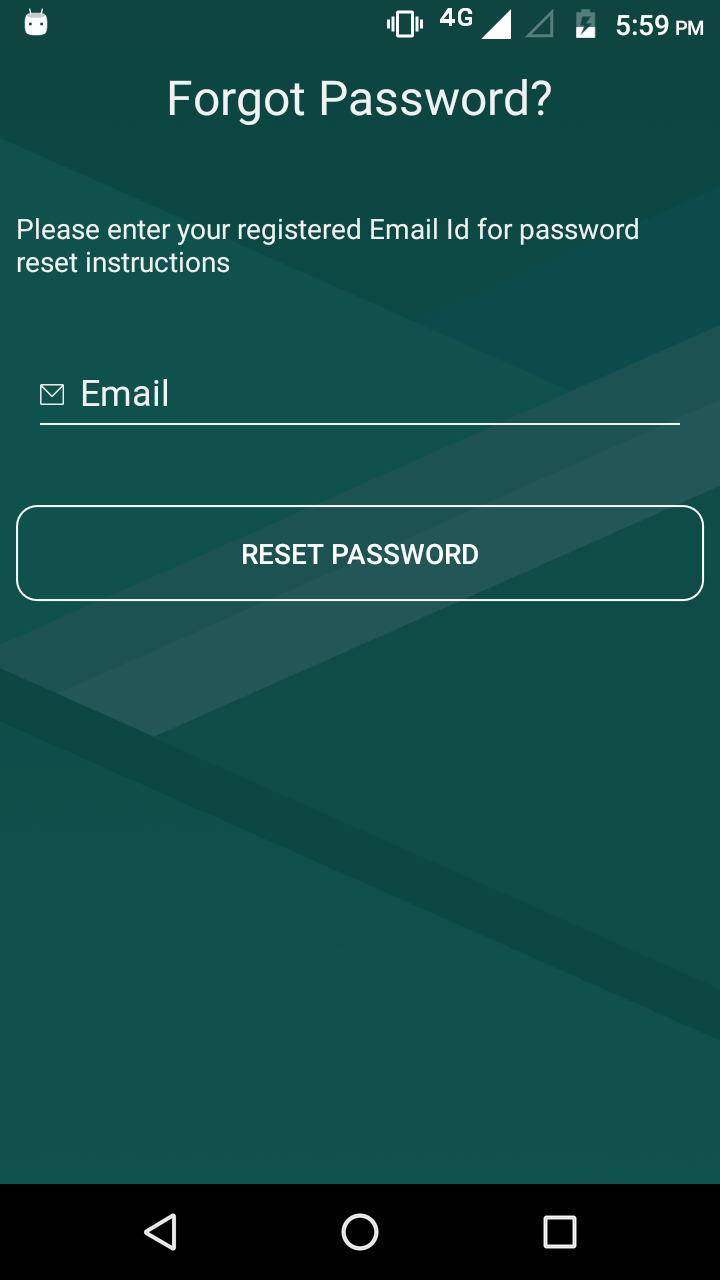 4G 5:59 PM
Forgot Password?
Please enter your registered Email Id for password
reset instructions
Email
RESET PASSWORD